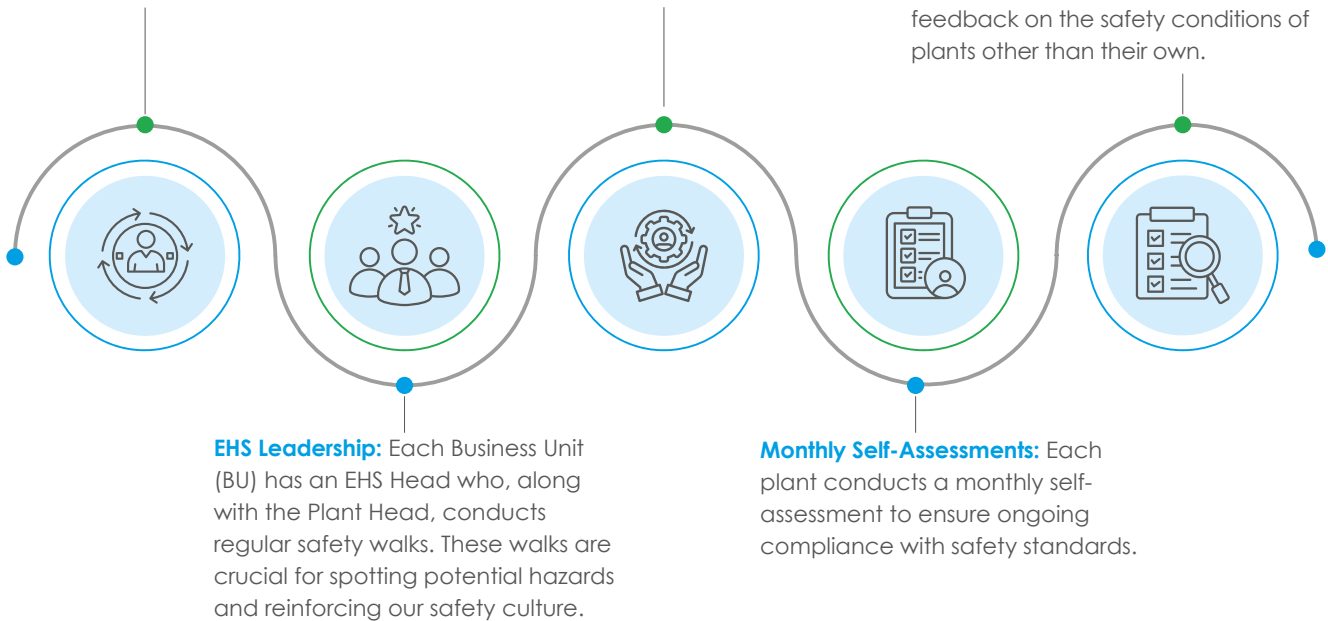 feedback on the safety conditions of
plants other than their own.
EHS Leadership: Each Business Unit
(BU) has an EHS Head who, along
with the Plant Head, conducts
regular safety walks. These walks are
crucial for spotting potential hazards
and reinforcing our safety culture.
Monthly Self-Assessments: Each
plant conducts a monthly self-
assessment to ensure ongoing
compliance with safety standards.